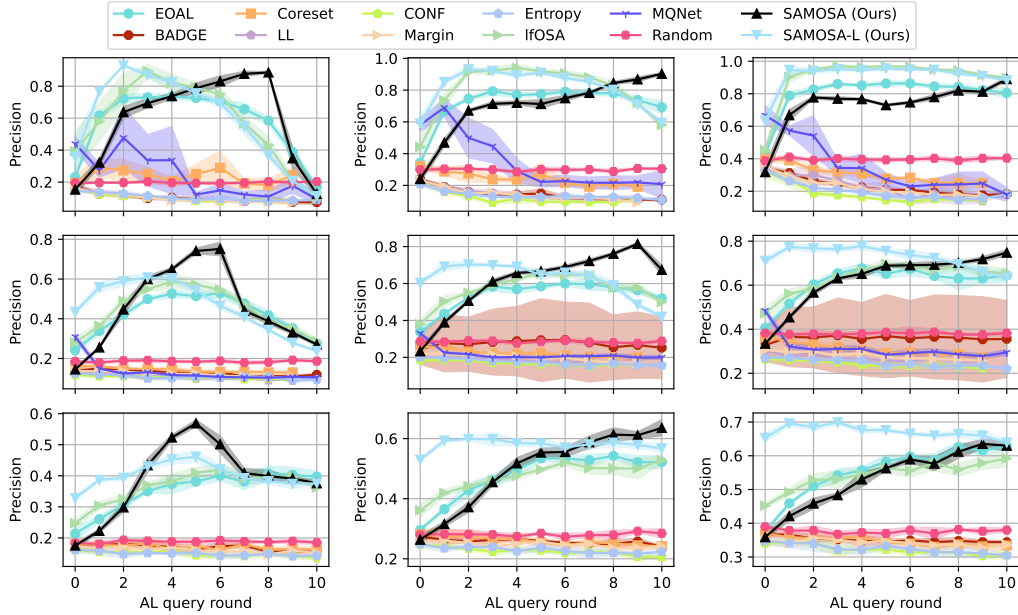 EOAL Coreset CONF Entropy MQNet SAMOSA (Ours)
BADGE LL Margin lfOSA Random SAMOSA-L (Ours)
Precision Precision Precision
0.8 0.6 0.4 0.2
1.0 0.8 0.6 0.4 0.2
1.0 0.8 0.6 0.4 0.2
Precision Precision Precision
0.8 0.6 0.4 0.2
0.8 0.6 0.4 0.2
0.8 0.6 0.4 0.2
Precision Precision Precision
0.6 0.5 0.4 0.3 0.2
0.6 0.4 0.2
0.7 0.6 0.5 0.4 0.3
0 2 4 6 8 10 0 2 4 6 8 10 0 2 4 6 8 10
AL query round AL query round AL query round